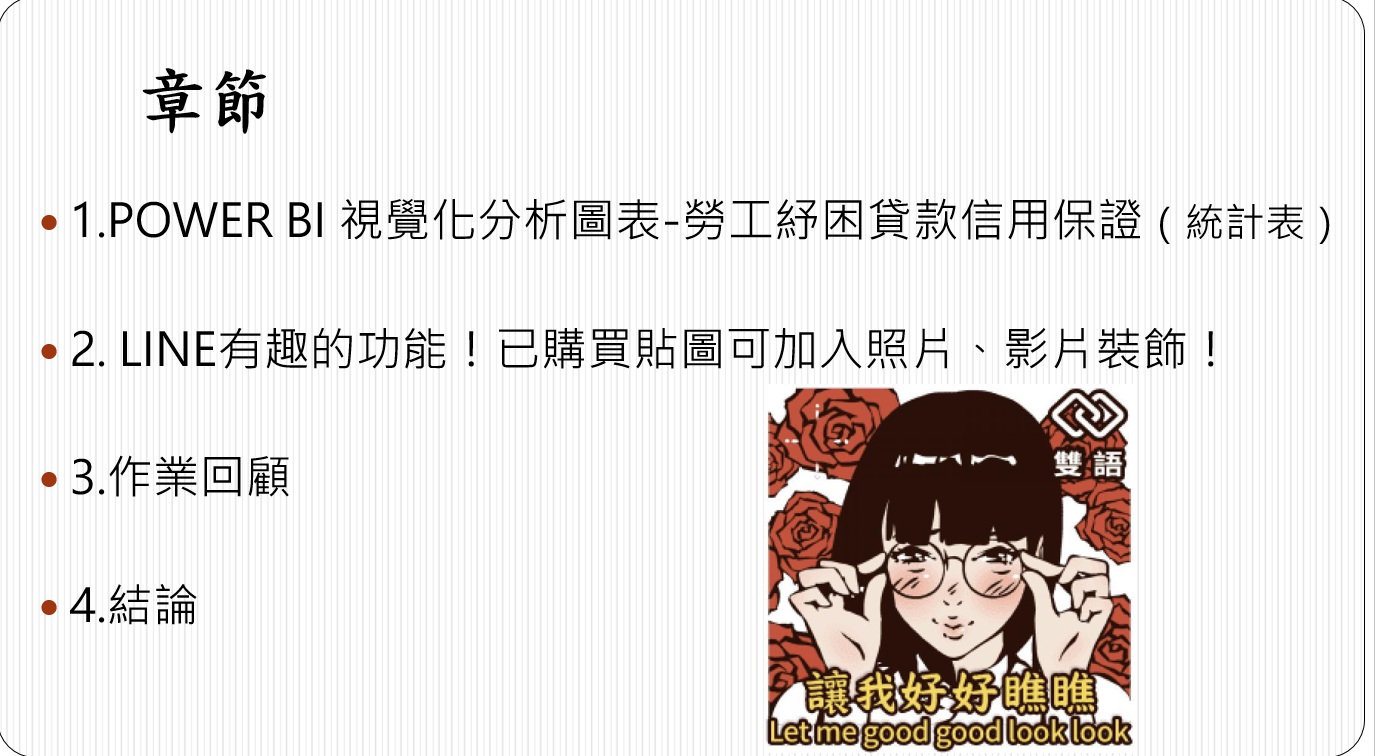 章節
1.POWER BI 視覺化分析圖表-勞工紓困貸款信用保證（統計表）
2. LINE有趣的功能！已購買貼圖可加入照片、影片裝飾！
雙語
3.作業回顧
4.結論
讓我好好瞧瞧
Let me good good look look